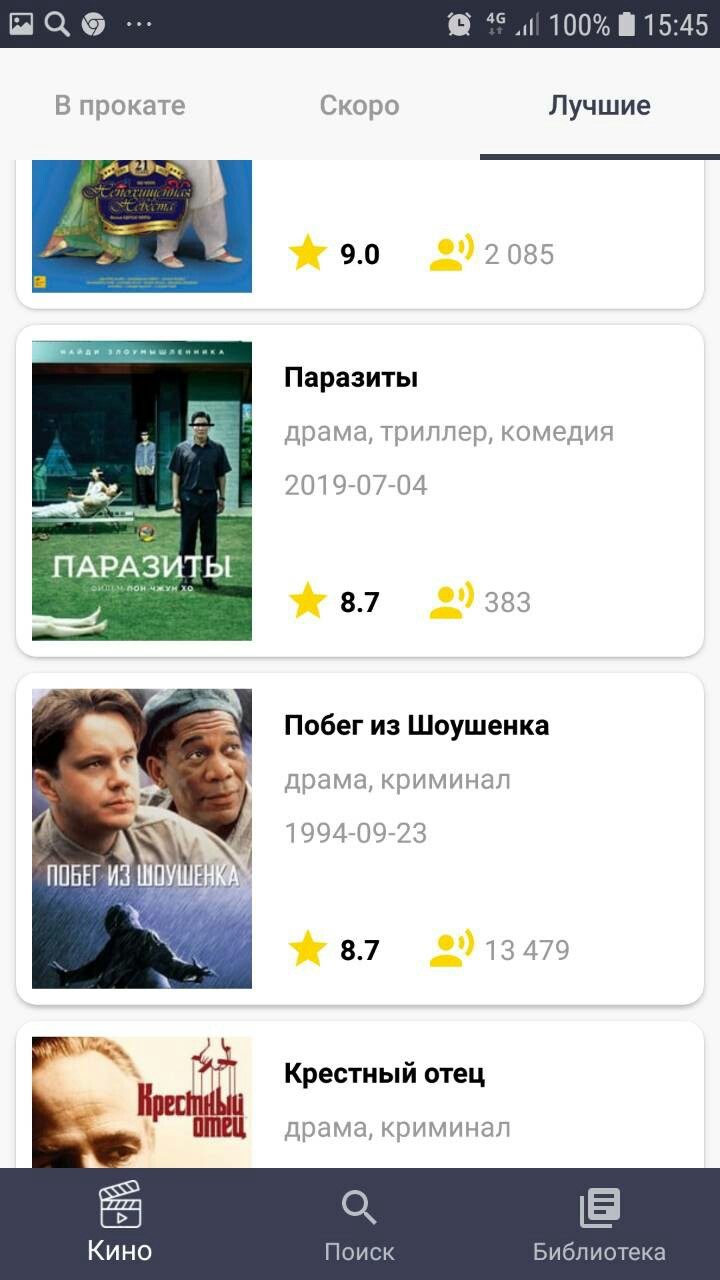 4G 100% 15:45
В прокате Скоро Лучшие
21
Непохищенная
Невеста
9.0 2 085
НАЙДИ ЗЛОУМЫШЛЕННИКА
ПАРАЗИТЫ
ФИЛЬМ ПОН ЧЖУН ХО
Паразиты
драма, триллер, комедия
2019-07-04
8.7 383
ПОБЕГ ИЗ ШОУШЕНКА
Побег из Шоушенка
драма, криминал
1994-09-23
8.7 13 479
Крестный
отец
Крестный отец
драма, криминал
Кино Поиск Библиотека